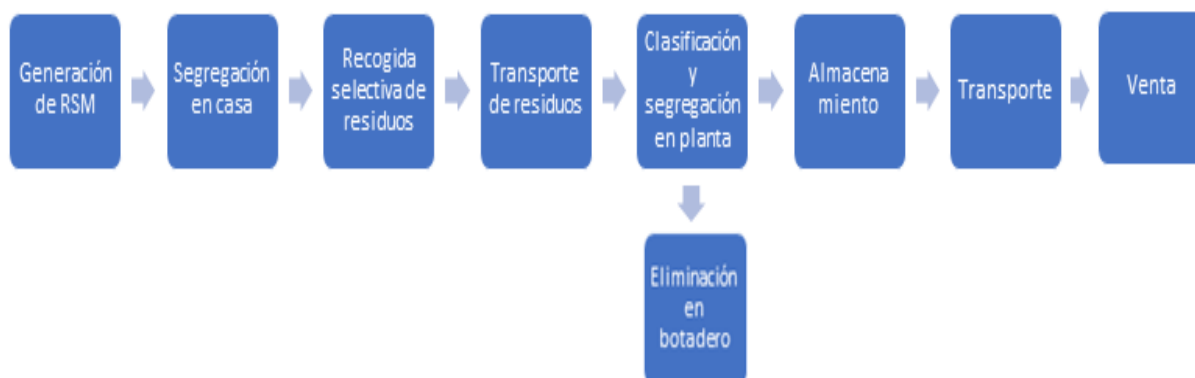 Generación
de RSM
Segregación
en casa
Recogida
selectiva de
residuos
Transporte
de residuos
Clasificación
y
segregación
en planta
Almacena
miento
Transporte
Venta
Eliminación
en
botadero